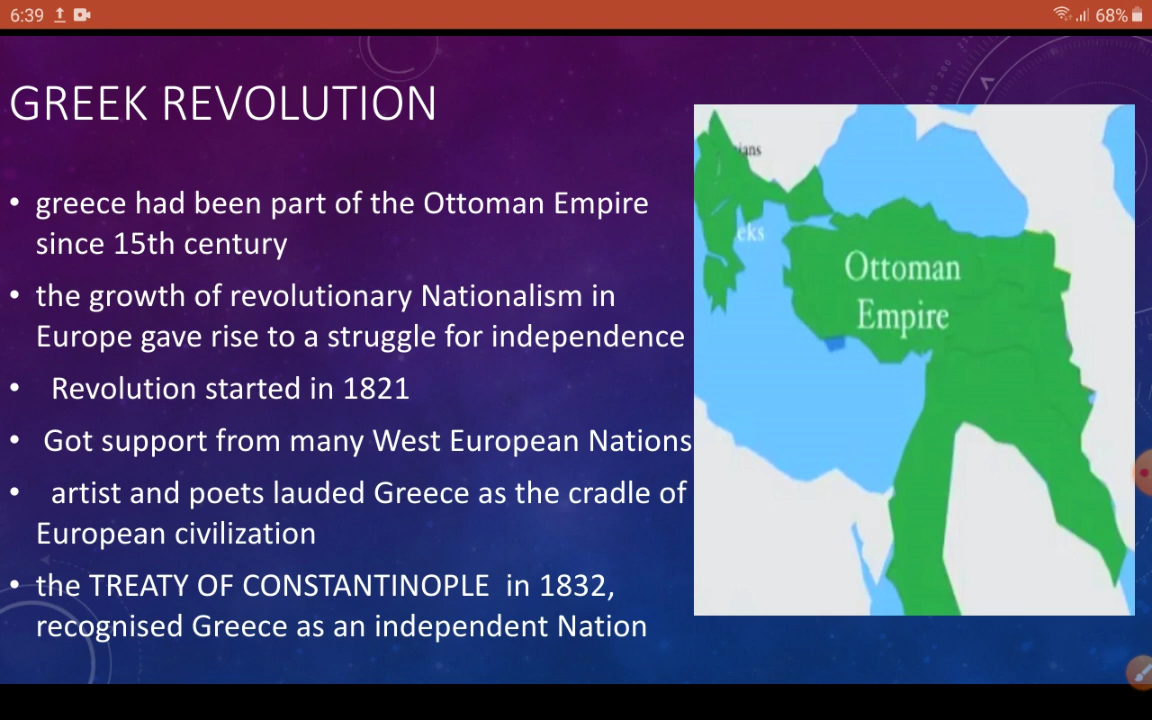 6:39
68%
GREEK REVOLUTION
• greece had been part of the Ottoman Empire
since 15th century
• the growth of revolutionary Nationalism in
Europe gave rise to a struggle for independence
• Revolution started in 1821
• Got support from many West European Nations
• artist and poets lauded Greece as the cradle of
European civilization
• the TREATY OF CONSTANTINOPLE in 1832,
recognised Greece as an independent Nation
Ottoman
Empire